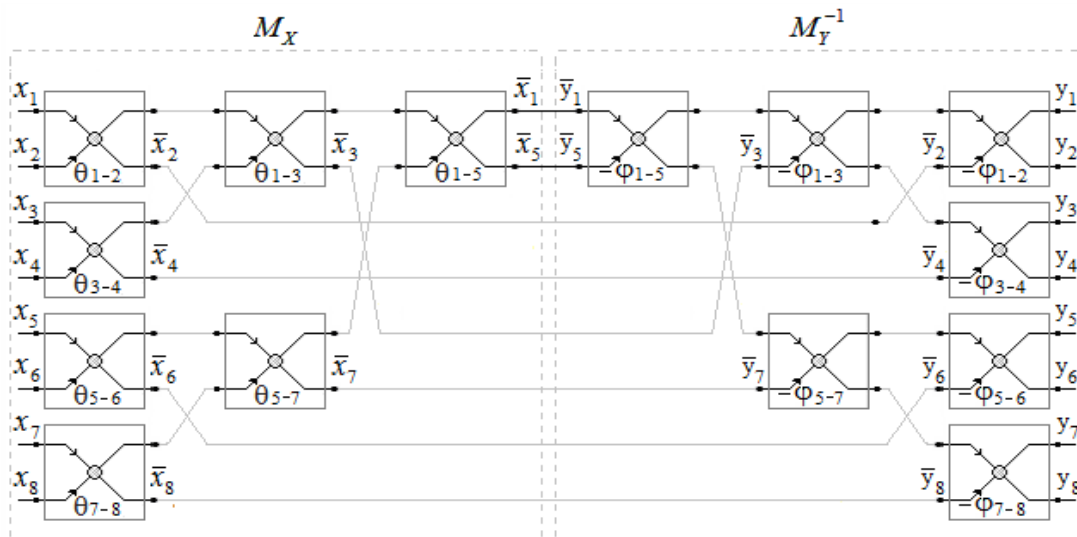 M_X M_Y^{-1}
x₁ x̄₁ ȳ₁ y₁
x₂ x̄₂ x̄₃ x̄₅ ȳ₅ ȳ₃ ȳ₂ y₂
θ₁₋₂ θ₁₋₃ θ₁₋₅ −φ₁₋₅ −φ₁₋₃ −φ₁₋₂
x₃ y₃
x₄ x̄₄ ȳ₄ y₄
θ₃₋₄ −φ₃₋₄
x₅ y₅
x₆ x̄₆ x̄₇ ȳ₇ ȳ₆ y₆
θ₅₋₆ θ₅₋₇ −φ₅₋₇ −φ₅₋₆
x₇ y₇
x₈ x̄₈ ȳ₈ y₈
θ₇₋₈ −φ₇₋₈